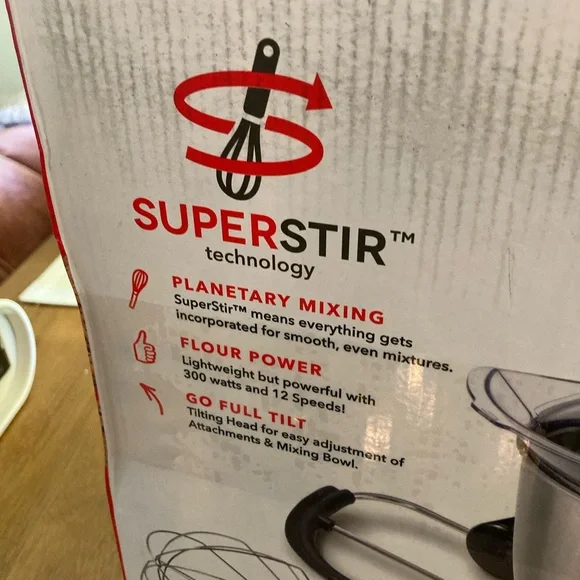 SUPERSTIR™
technology
PLANETARY MIXING
SuperStir™ means everything gets
incorporated for smooth, even mixtures.
FLOUR POWER
Lightweight but powerful with
300 watts and 12 Speeds!
GO FULL TILT
Tilting Head for easy adjustment of
Attachments & Mixing Bowl.